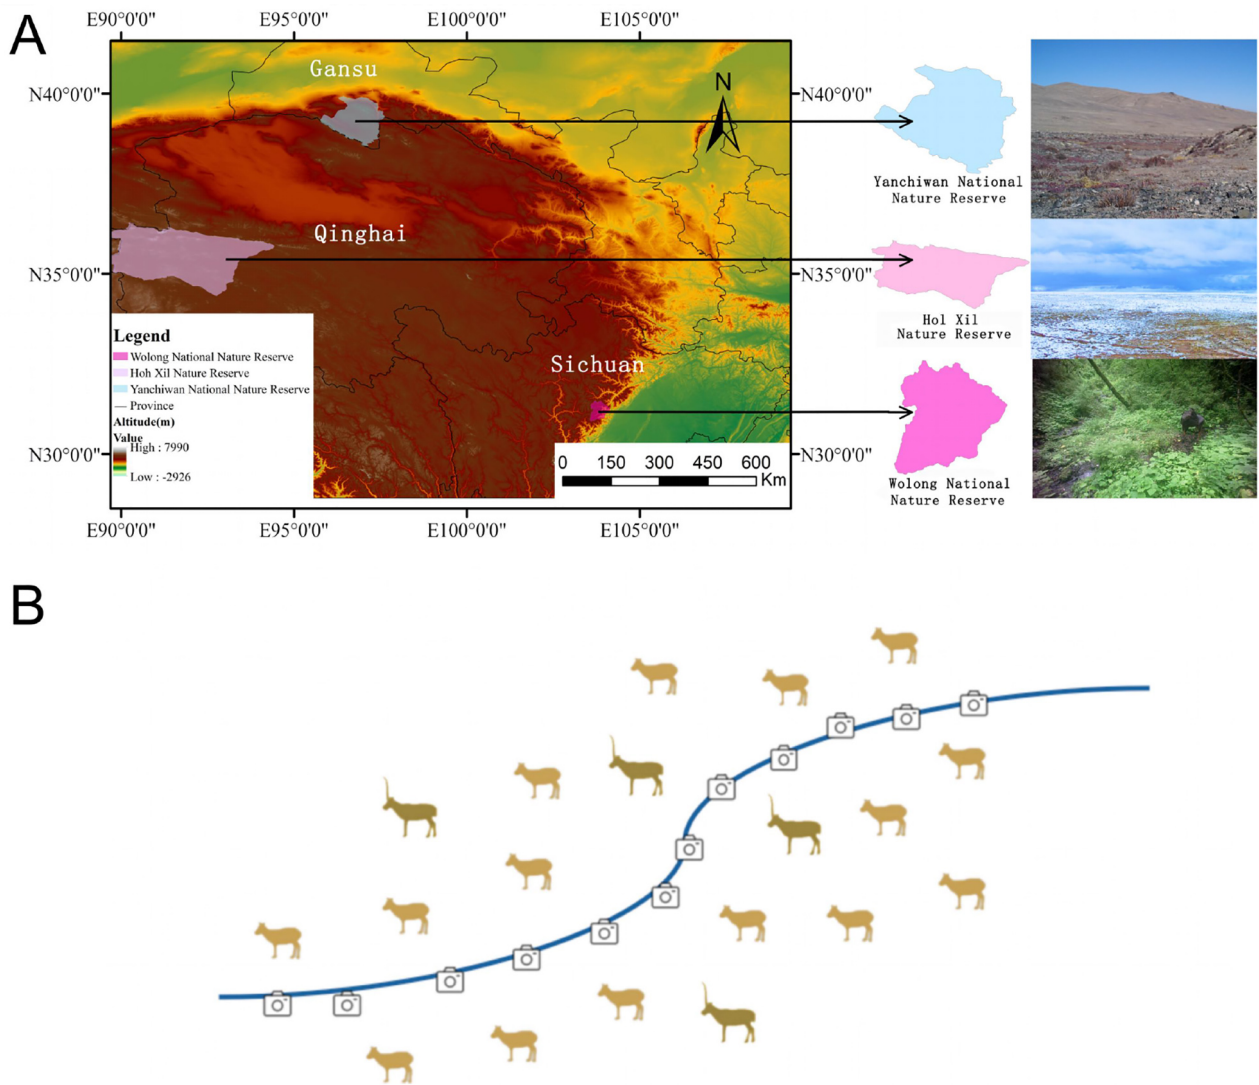 A
E90°0'0" E95°0'0" E100°0'0" E105°0'0"
N40°0'0" N40°0'0"
N35°0'0" N35°0'0"
N30°0'0" N30°0'0"
Gansu
N
Qinghai
Sichuan
Legend
Wolong National Nature Reserve
Hoh Xil Nature Reserve
Yanchiwan National Nature Reserve
Province
Altitude(m)
Value
High : 7990
Low : -2926
0 150 300 450 600
Km
E90°0'0" E95°0'0" E100°0'0" E105°0'0"
Yanchiwan National
Nature Reserve
Hol Xil
Nature Reserve
Wolong National
Nature Reserve
B